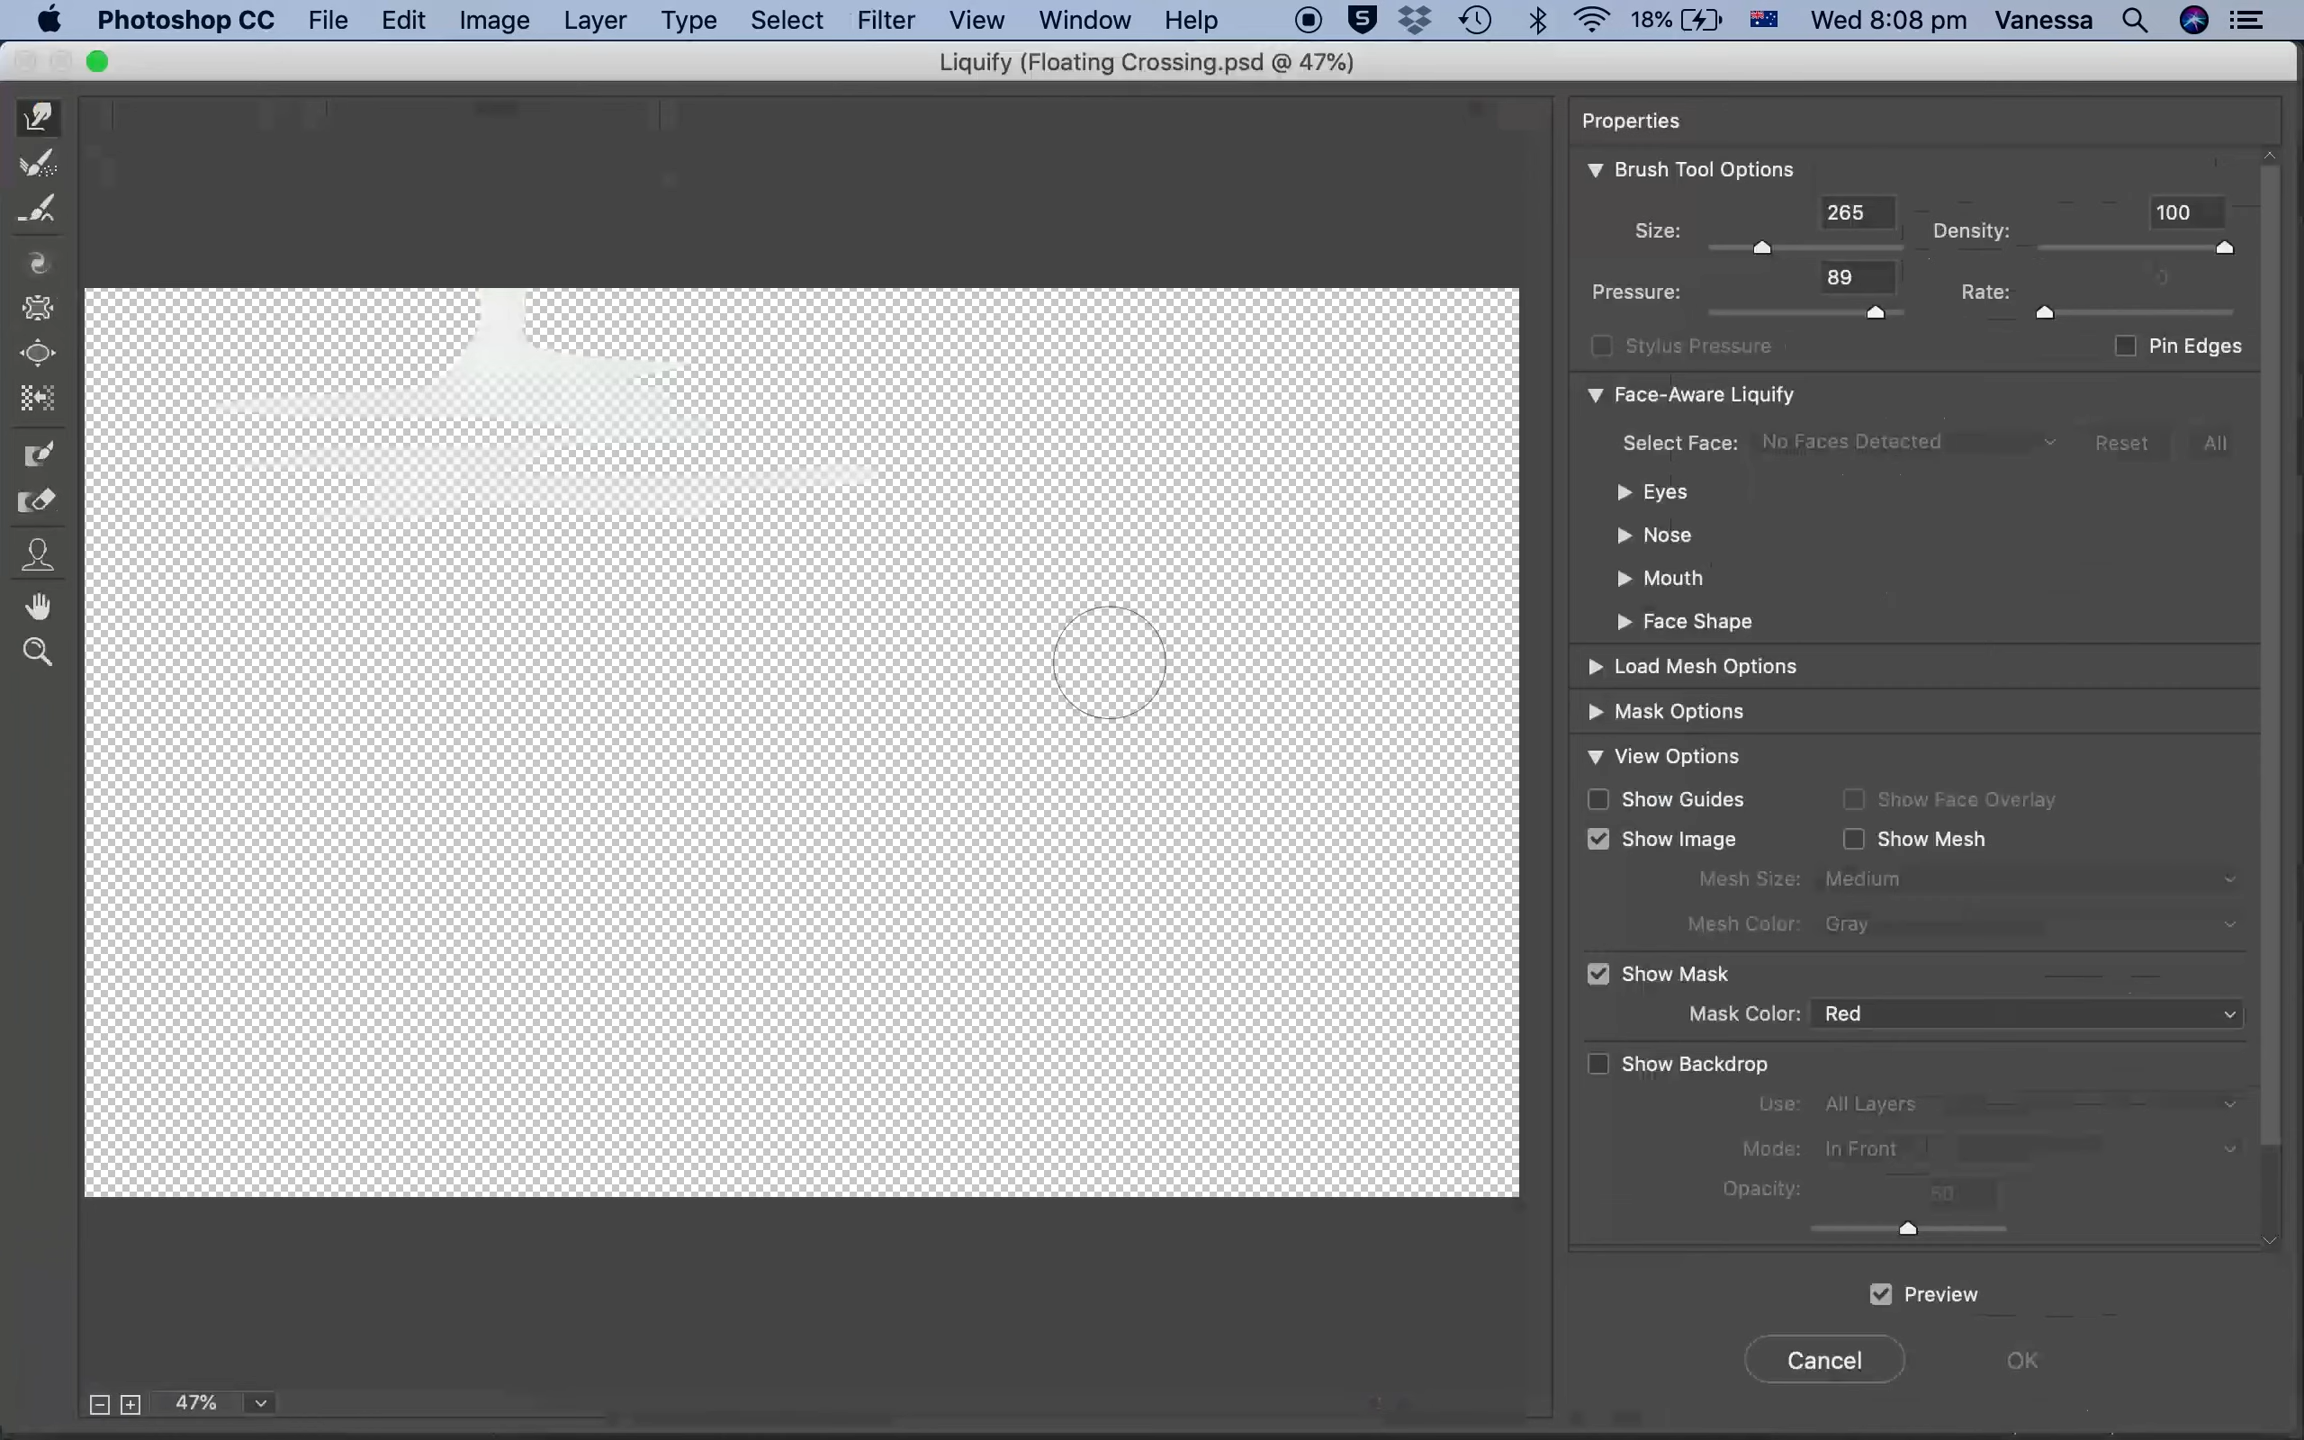 Photoshop CC File Edit Image Layer Type Select Filter View Window Help S 18% Wed 8:08 pm Vanessa
Liquify (Floating Crossing.psd @ 47%)
Properties
Brush Tool Options
Size: 265 Density: 100
Pressure: 89 Rate: 0
Stylus Pressure Pin Edges
Face-Aware Liquify
Select Face: No Faces Detected Reset All
Eyes
Nose
Mouth
Face Shape
Load Mesh Options
Mask Options
View Options
Show Guides Show Face Overlay
Show Image Show Mesh
Mesh Size: Medium
Mesh Color: Gray
Show Mask
Mask Color: Red
Show Backdrop
Use: All Layers
Mode: In Front
Opacity: 50
Preview
Cancel OK
47%